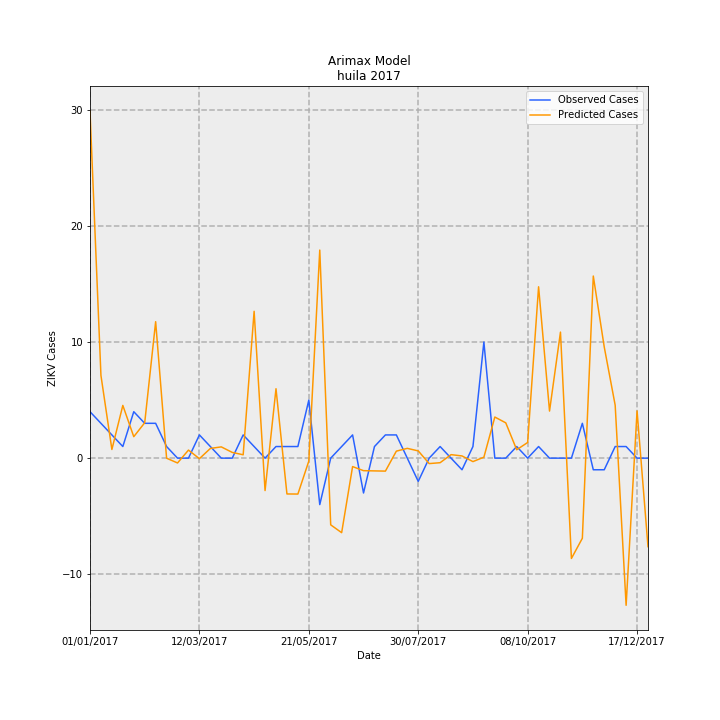 Arimax Model
huila 2017
Observed Cases
Predicted Cases
30
20
10
0
−10
ZIKV Cases
01/01/2017 12/03/2017 21/05/2017 30/07/2017 08/10/2017 17/12/2017
Date